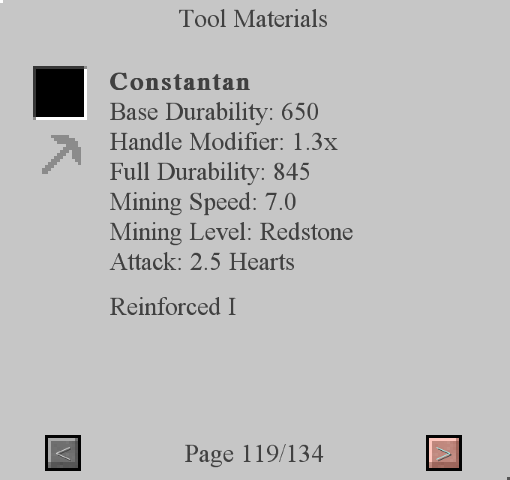 Tool Materials
Constantan
Base Durability: 650
Handle Modifier: 1.3x
Full Durability: 845
Mining Speed: 7.0
Mining Level: Redstone
Attack: 2.5 Hearts
Reinforced I
< Page 119/134 >